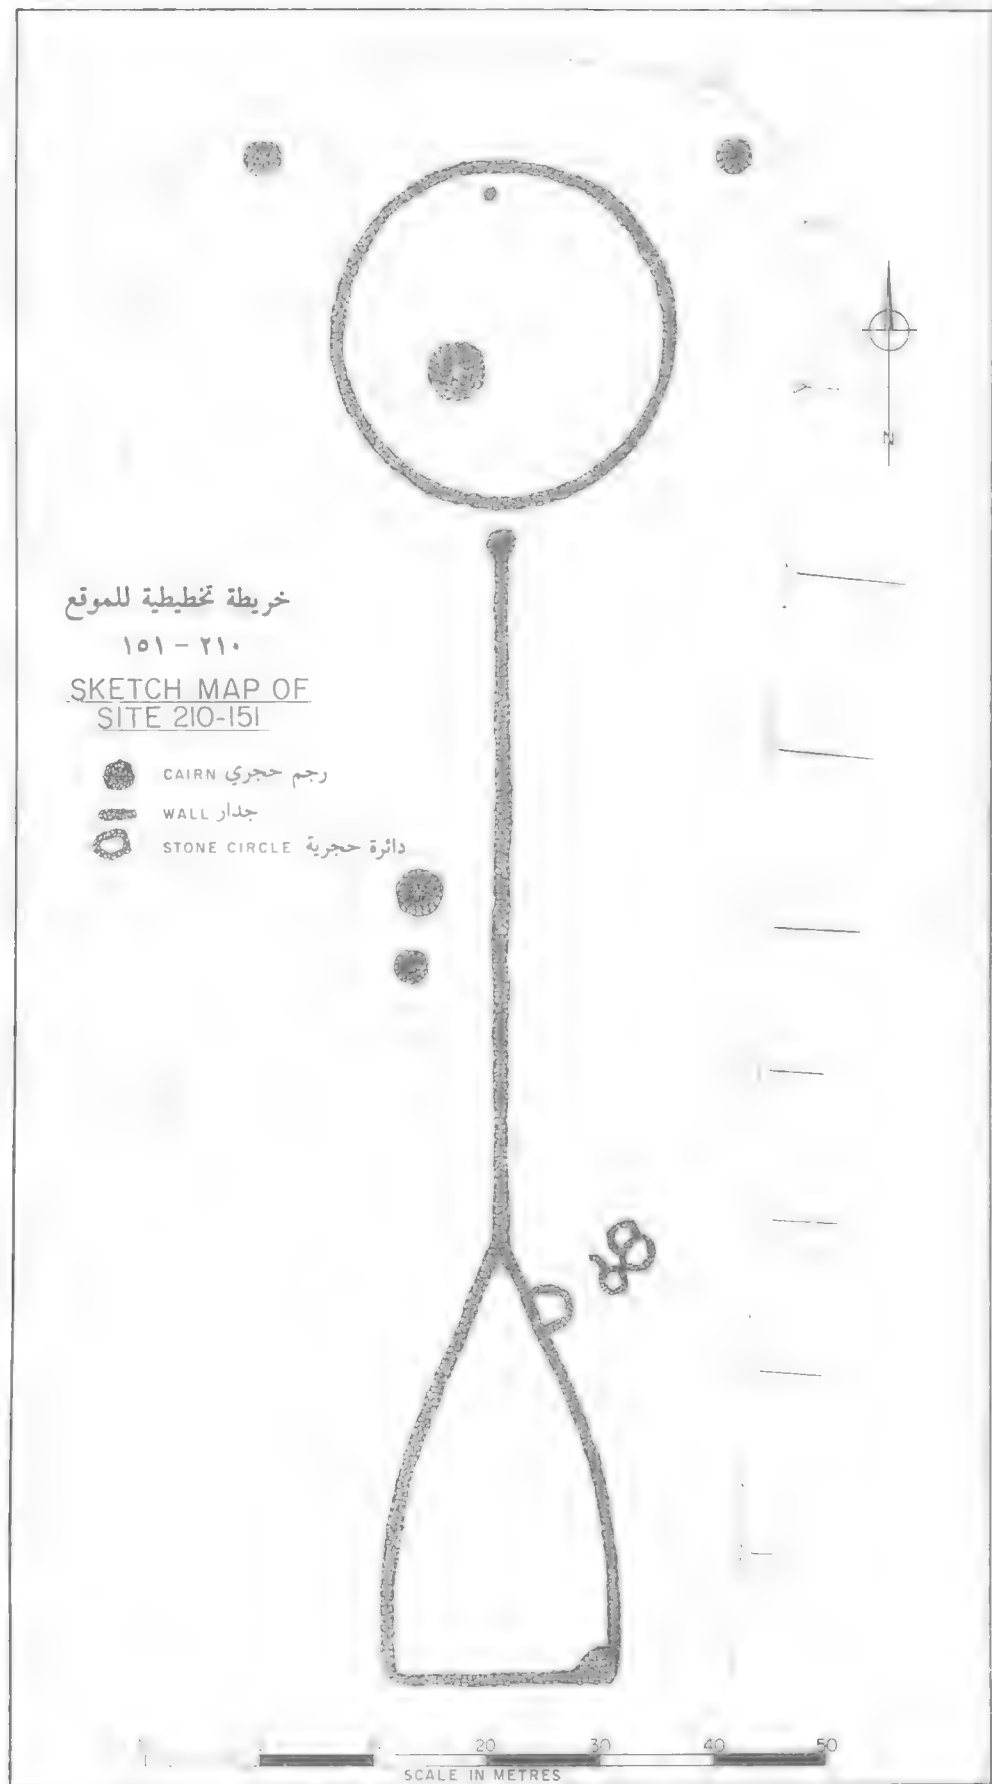 N
خريطة تخطيطية للموقع
٢١٠ - ١٥١
SKETCH MAP OF
SITE 210-151
CAIRN رجم حجري
WALL جدار
STONE CIRCLE دائرة حجرية
20 30 40 50
SCALE IN METRES